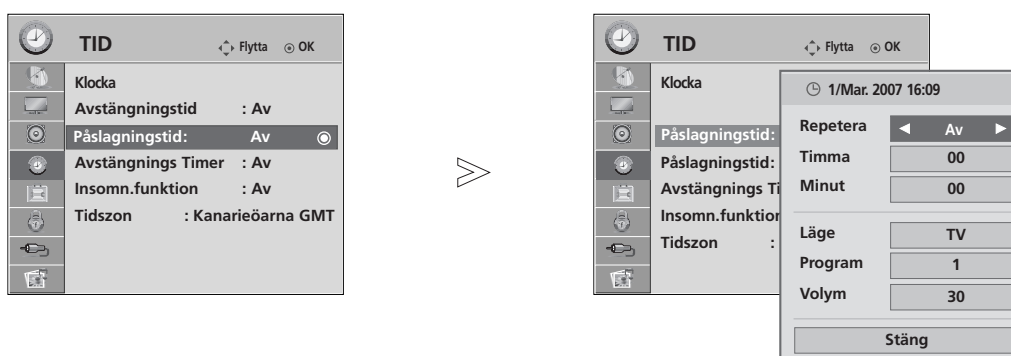 TID Flytta OK
Klocka
Avstängningstid : Av
Påslagningstid: Av
Avstängnings Timer : Av
Insomn.funktion : Av
Tidszon : Kanarieöarna GMT
TID Flytta OK
Klocka
Påslagningstid:
Påslagningstid:
Avstängnings Ti
Insomn.funktion
Tidszon :
1/Mar. 2007 16:09
Repetera Av
Timma 00
Minut 00
Läge TV
Program 1
Volym 30
Stäng